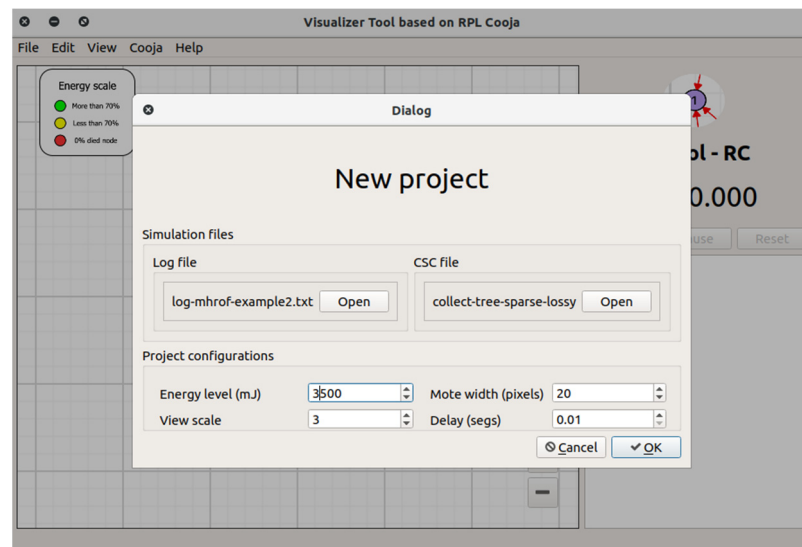 Visualizer Tool based on RPL Cooja
File Edit View Cooja Help
Energy scale
More than 70%
Less than 70%
0% died node
1
Dialog
ol - RC
0.000
use Reset
New project
Simulation files
Log file CSC file
log-mhrof-example2.txt Open collect-tree-sparse-lossy Open
Project configurations
Energy level (mJ) 3500 Mote width (pixels) 20
View scale 3 Delay (segs) 0.01
Cancel OK